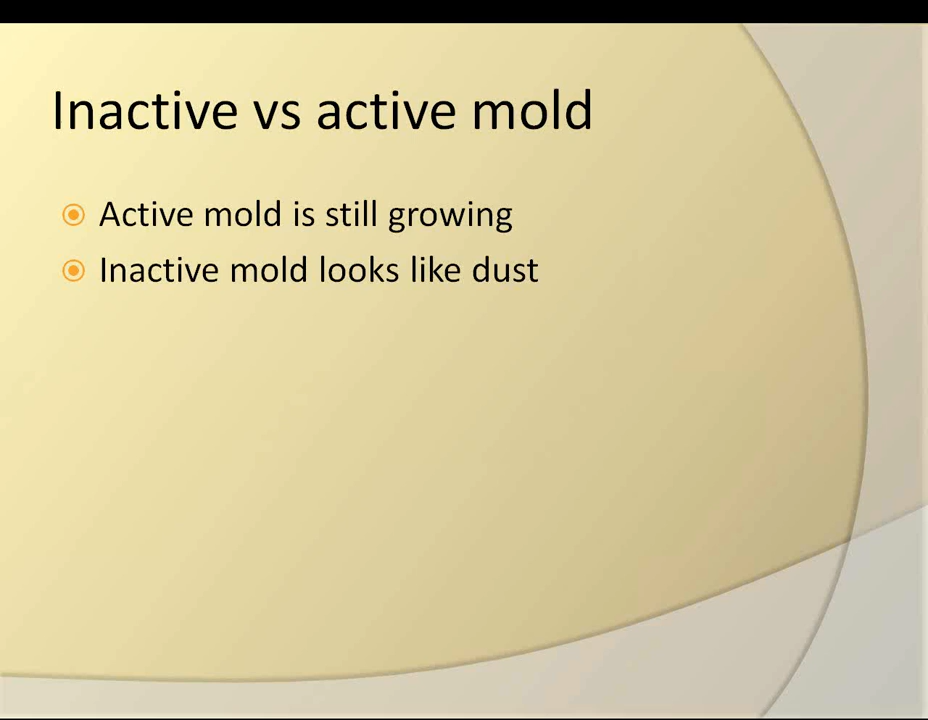 Inactive vs active mold
Active mold is still growing
Inactive mold looks like dust